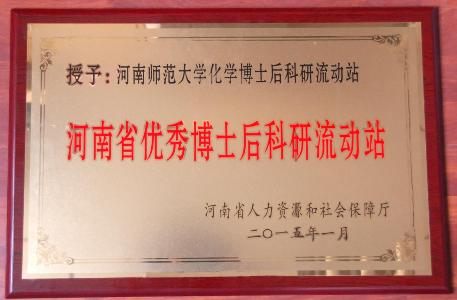 授予：河南师范大学化学博士后科研流动站
河南省优秀博士后科研流动站
河南省人力资源和社会保障厅
二〇一五年一月